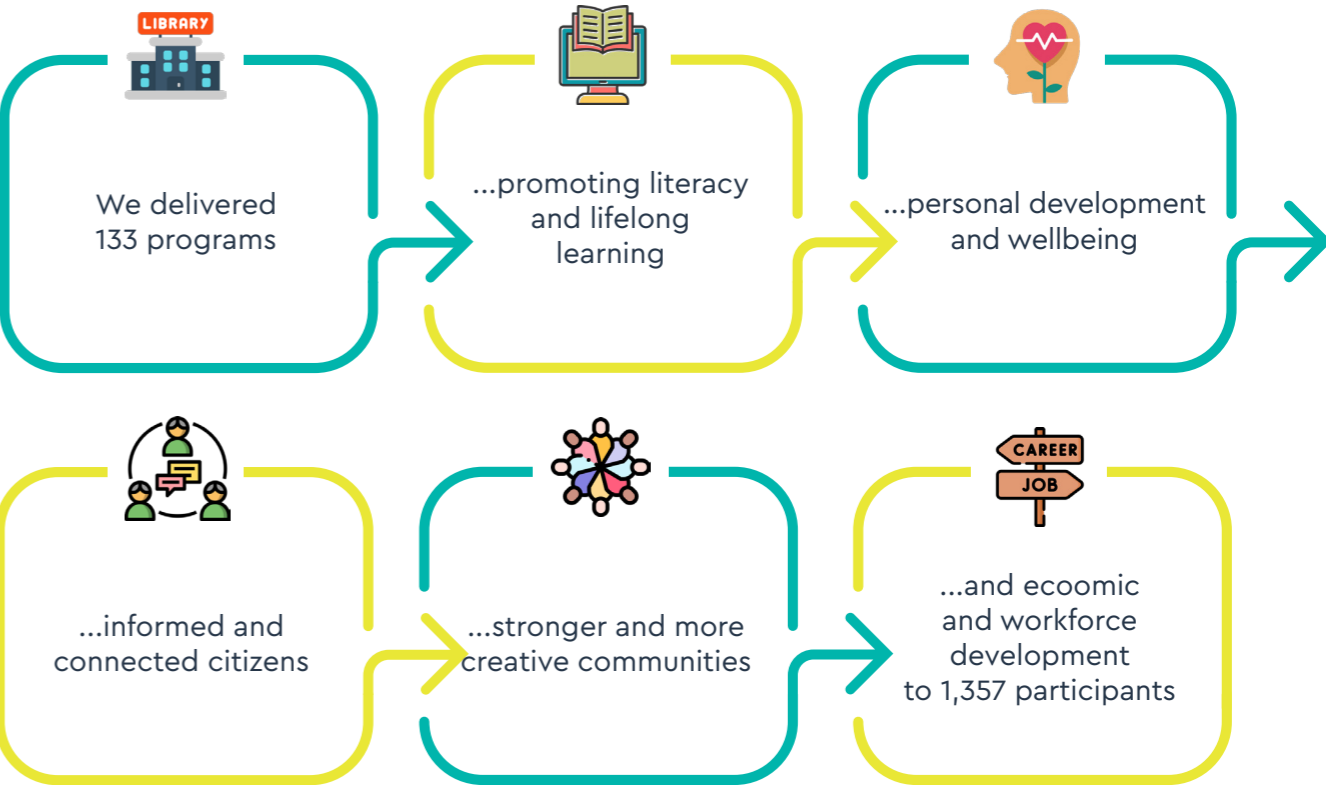 LIBRARY
We delivered
133 programs
...promoting literacy
and lifelong
learning
...personal development
and wellbeing
...informed and
connected citizens
...stronger and more
creative communities
CAREER
JOB
...and ecoomic
and workforce
development
to 1,357 participants